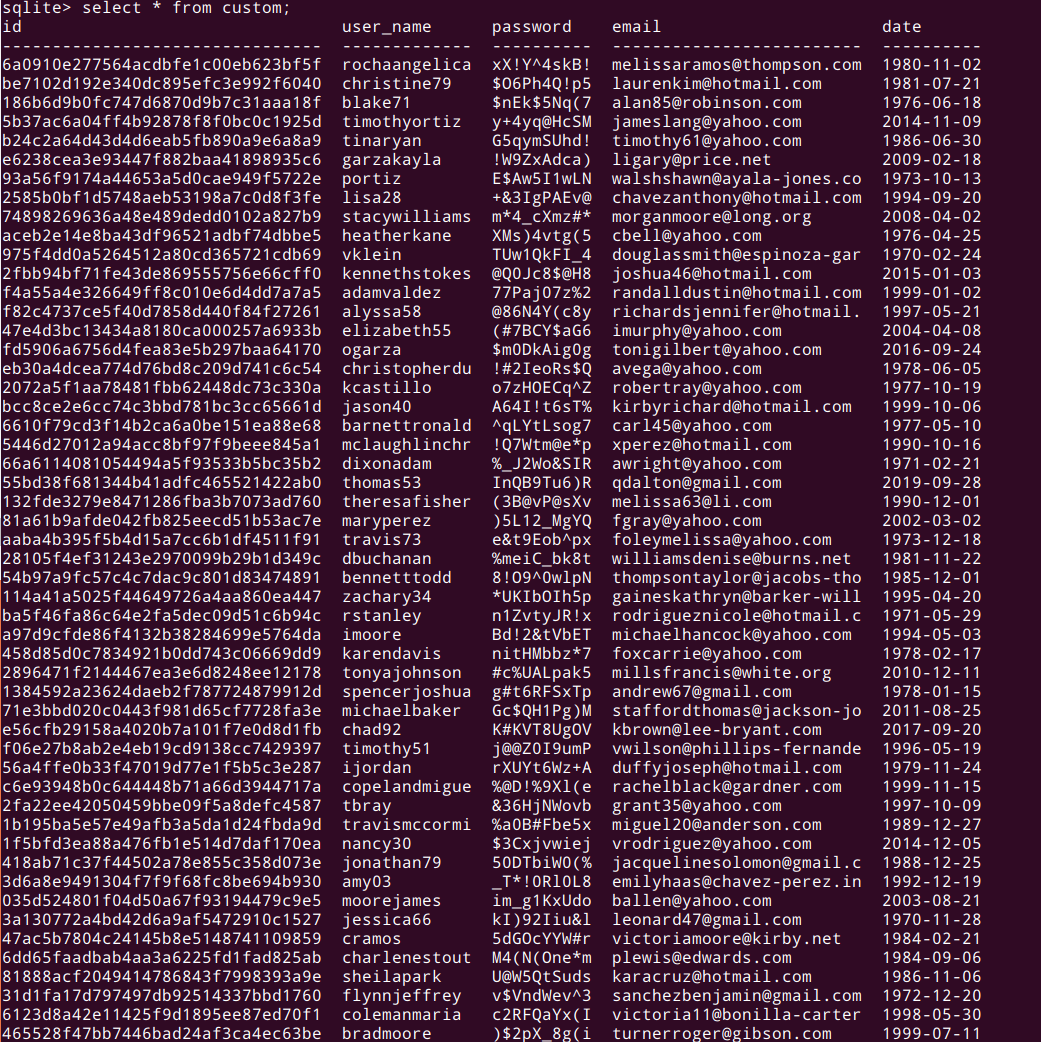 sqlite> select * from custom;
id                                user_name      password    email                      date
--------------------------------  -------------  ----------  -------------------------  ----------
6a0910e277564acdbfe1c00eb623bf5f  rochaangelica  xX!Y^4skB!  melissaramos@thompson.com  1980-11-02
be7102d192e340dc895efc3e992f6040  christine79    $O6Ph4Q!p5  laurenkim@hotmail.com      1981-07-21
186b6d9b0fc747d6870d9b7c31aaa18f  blake71        $nEk$5Nq(7  alan85@robinson.com        1976-06-18
5b37ac6a04ff4b92878f8f0bc0c1925d  timothyortiz   y+4yq@HcSM  jameslang@yahoo.com        2014-11-09
b24c2a64d43d4d6eab5fb890a9e6a8a9  tinaryan       G5qymSUhd!  timothy61@yahoo.com        1986-06-30
e6238cea3e93447f882baa41898935c6  garzakayla     !W9ZxAdca)  ligary@price.net           2009-02-18
93a56f9174a44653a5d0cae949f5722e  portiz         E$Aw5I1wLN  walshshawn@ayala-jones.co  1973-10-13
2585b0bf1d5748aeb53198a7c0d8f3fe  lisa28         +&3IgPAEv@  chavezanthony@hotmail.com  1994-09-20
74898269636a48e489dedd0102a827b9  stacywilliams  m*4_cXmz#*  morganmoore@long.org       2008-04-02
aceb2e14e8ba43df96521adbf74dbbe5  heatherkane    XMs)4vtg(5  cbell@yahoo.com            1976-04-25
975f4dd0a5264512a80cd365721cdb69  vklein         TUw1QkFI_4  douglassmith@espinoza-gar  1970-02-24
2fbb94bf71fe43de869555756e66cff0  kennethstokes  @QOJc8$@H8  joshua46@hotmail.com       2015-01-03
f4a55a4e326649ff8c010e6d4dd7a7a5  adamvaldez     77Paj07z%2  randalldustin@hotmail.com  1999-01-02
f82c4737ce5f40d7858d440f84f27261  alyssa58       @86N4Y(c8y  richardsjennifer@hotmail.  1997-05-21
47e4d3bc13434a8180ca000257a6933b  elizabeth55    (#7BCY$aG6  imurphy@yahoo.com          2004-04-08
fd5906a6756d4fea83e5b297baa64170  ogarza         $m0DkAig0g  tonigilbert@yahoo.com      2016-09-24
eb30a4dcea774d76bd8c209d741c6c54  christopherdu  !#2IeoRs$Q  avega@yahoo.com            1978-06-05
2072a5f1aa78481fbb62448dc73c330a  kcastillo      o7zHOECq^Z  robertray@yahoo.com        1977-10-19
bcc8ce2e6cc74c3bbd781bc3cc65661d  jason40        A64I!t6sT%  kirbyrichard@hotmail.com   1999-10-06
6610f79cd3f14b2ca6a0be151ea88e68  barnettronald  ^qLYtLsog7  carl45@yahoo.com           1977-05-10
5446d27012a94acc8bf97f9beee845a1  mclaughlinchr  !Q7Wtm@e*p  xperez@hotmail.com         1990-10-16
66a6114081054494a5f93533b5bc35b2  dixonadam      %_J2Wo&SIR  awright@yahoo.com          1971-02-21
55bd38f681344b41adfc465521422ab0  thomas53       InQB9Tu6)R  qdalton@gmail.com          2019-09-28
132fde3279e8471286fba3b7073ad760  theresafisher  (3B@vP@sXv  melissa63@li.com           1990-12-01
81a61b9afde042fb825eecd51b53ac7e  maryperez      )5L12_MgYQ  fgray@yahoo.com            2002-03-02
aaba4b395f5b4d15a7cc6b1df4511f91  travis73       e&t9Eob^px  foleymelissa@yahoo.com     1973-12-18
28105f4ef31243e2970099b29b1d349c  dbuchanan      %meiC_bk8t  williamsdenise@burns.net   1981-11-22
54b97a9fc57c4c7dac9c801d83474891  bennetttodd    8!O9^0wlpN  thompsontaylor@jacobs-tho  1985-12-01
114a41a5025f44649726a4aa860ea447  zachary34      *UKIbOIh5p  gaineskathryn@barker-will  1995-04-20
ba5f46fa86c64e2fa5dec09d51c6b94c  rstanley       n1ZvtyJR!x  rodrigueznicole@hotmail.c  1971-05-29
a97d9cfde86f4132b38284699e5764da  imoore         Bd!2&tVbET  michaelhancock@yahoo.com   1994-05-03
458d85d0c7834921b0dd743c06669dd9  karendavis     nitHMbbz*7  foxcarrie@yahoo.com        1978-02-17
2896471f2144467ea3e6d8248ee12178  tonyajohnson   #c%UALpak5  millsfrancis@white.org     2010-12-11
1384592a23624daeb2f787724879912d  spencerjoshua  g#t6RFSxTp  andrew67@gmail.com         1978-01-15
71e3bbd020c0443f981d65cf7728fa3e  michaelbaker   Gc$QH1Pg)M  staffordthomas@jackson-jo  2011-08-25
e56cfb29158a4020b7a101f7e0d8d1fb  chad92         K#KVT8UgOV  kbrown@lee-bryant.com      2017-09-20
f06e27b8ab2e4eb19cd9138cc7429397  timothy51      j@@Z0I9umP  vwilson@phillips-fernande  1996-05-19
56a4ffe0b33f47019d77e1f5b5c3e287  ijordan        rXUYt6Wz+A  duffyjoseph@hotmail.com    1979-11-24
c6e93948b0c644448b71a66d3944717a  copelandmigue  %@D!%9Xl(e  rachelblack@gardner.com    1999-11-15
2fa22ee42050459bbe09f5a8defc4587  tbray          &36HjNWovb  grant35@yahoo.com          1997-10-09
1b195ba5e57e49afb3a5da1d24fbda9d  travismccormi  %a0B#Fbe5x  miguel20@anderson.com      1989-12-27
1f5bfd3ea88a476fb1e514d7daf170ea  nancy30        $3Cxjvwiej  vrodriguez@yahoo.com       2014-12-05
418ab71c37f44502a78e855c358d073e  jonathan79     5ODTbiW0(%  jacquelinesolomon@gmail.c  1988-12-25
3d6a8e9491304f7f9f68fc8be694b930  amy03          _T*!0Rl0L8  emilyhaas@chavez-perez.in  1992-12-19
035d524801f04d50a67f93194479c9e5  moorejames     im_g1KxUdo  ballen@yahoo.com           2003-08-21
3a130772a4bd42d6a9af5472910c1527  jessica66      kI)92Iiu&l  leonard47@gmail.com        1970-11-28
47ac5b7804c24145b8e5148741109859  cramos         5dGOcYYW#r  victoriamoore@kirby.net    1984-02-21
6dd65faadbab4aa3a6225fd1fad825ab  charlenestout  M4(N(One*m  plewis@edwards.com         1984-09-06
81888acf2049414786843f7998393a9e  sheilapark     U@W5QtSuds  karacruz@hotmail.com       1986-11-06
31d1fa17d797497db92514337bbd1760  flynnjeffrey   v$VndWev^3  sanchezbenjamin@gmail.com  1972-12-20
6123d8a42e11425f9d1895ee87ed70f1  colemanmaria   c2RFQaYx(I  victoria11@bonilla-carter  1998-05-30
465528f47bb7446bad24af3ca4ec63be  bradmoore      )$2pX_8g(i  turnerroger@gibson.com     1999-07-11